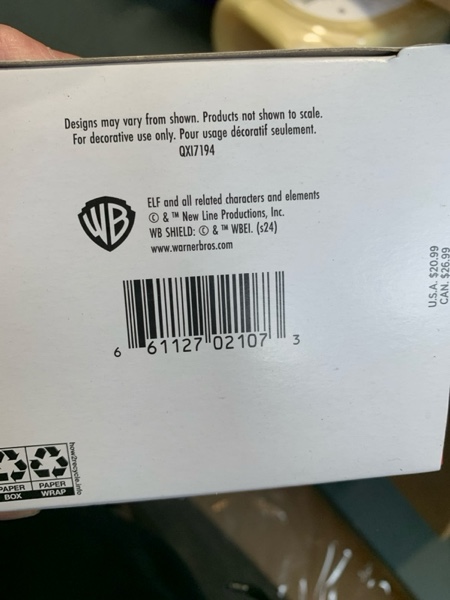 Designs may vary from shown. Products not shown to scale.
For decorative use only. Pour usage décoratif seulement.
QXI7194
WB
ELF and all related characters and elements
© & ™ New Line Productions, Inc.
WB SHIELD: © & ™ WBEI. (s24)
www.warnerbros.com
U.S.A. $20.99
CAN. $26.99
6 61127 02107 3
how2recycle.info
PAPER
BOX
PAPER
WRAP